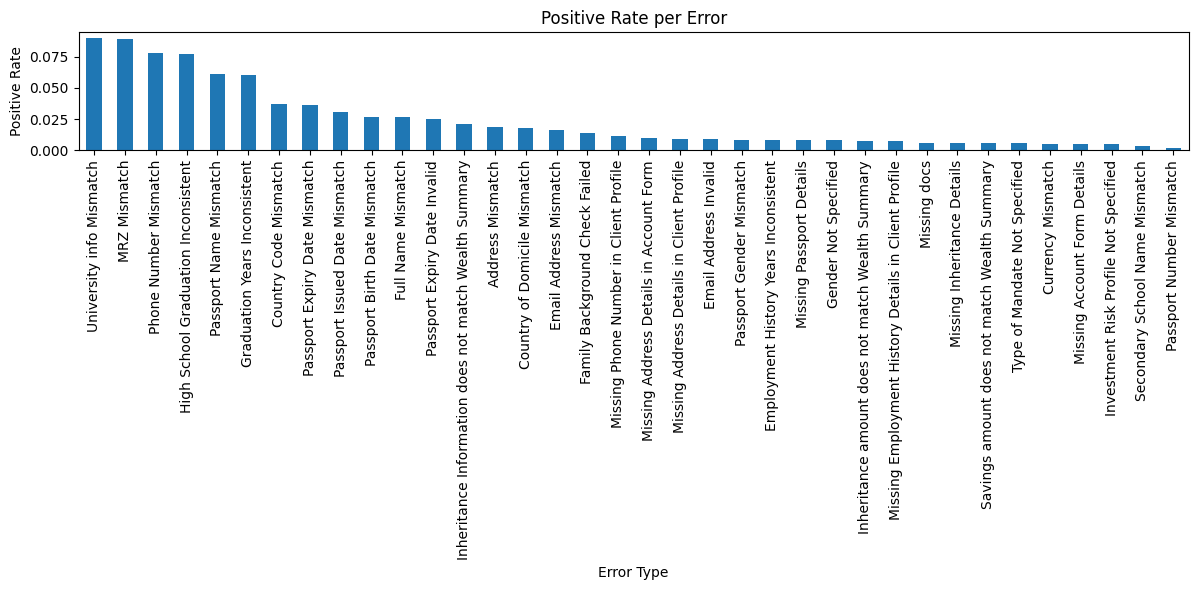 Positive Rate per Error
Positive Rate
0.075
0.050
0.025
0.000
University info Mismatch
MRZ Mismatch
Phone Number Mismatch
High School Graduation Inconsistent
Passport Name Mismatch
Graduation Years Inconsistent
Country Code Mismatch
Passport Expiry Date Mismatch
Passport Issued Date Mismatch
Passport Birth Date Mismatch
Full Name Mismatch
Passport Expiry Date Invalid
Inheritance Information does not match Wealth Summary
Address Mismatch
Country of Domicile Mismatch
Email Address Mismatch
Family Background Check Failed
Missing Phone Number in Client Profile
Missing Address Details in Account Form
Missing Address Details in Client Profile
Email Address Invalid
Passport Gender Mismatch
Employment History Years Inconsistent
Missing Passport Details
Gender Not Specified
Inheritance amount does not match Wealth Summary
Missing Employment History Details in Client Profile
Missing docs
Missing Inheritance Details
Savings amount does not match Wealth Summary
Type of Mandate Not Specified
Currency Mismatch
Missing Account Form Details
Investment Risk Profile Not Specified
Secondary School Name Mismatch
Passport Number Mismatch
Error Type